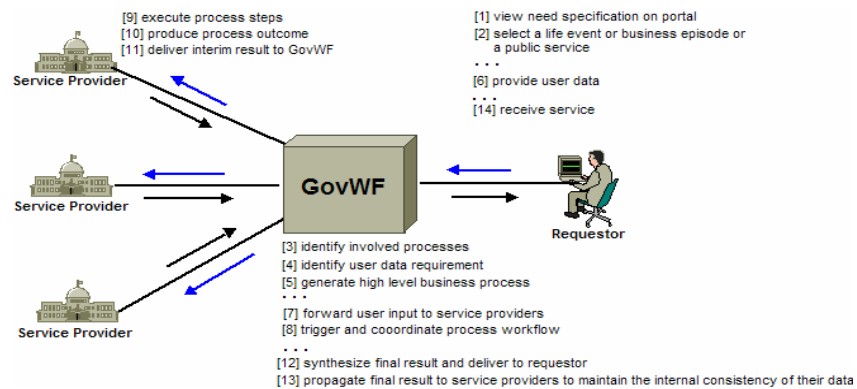 [9] execute process steps
[10] produce process outcome
[11] deliver interim result to GovWF
Service Provider
[1] view need specification on portal
[2] select a life event or business episode or
a public service
. . .
[6] provide user data
. . .
[14] receive service
Service Provider
GovWF
Requestor
Service Provider
[3] identify involved processes
[4] identify user data requirement
[5] generate high level business process
. . .
[7] forward user input to service providers
[8] trigger and cooordinate process workflow
. . .
[12] synthesize final result and deliver to requestor
[13] propagate final result to service providers to maintain the internal consistency of their data